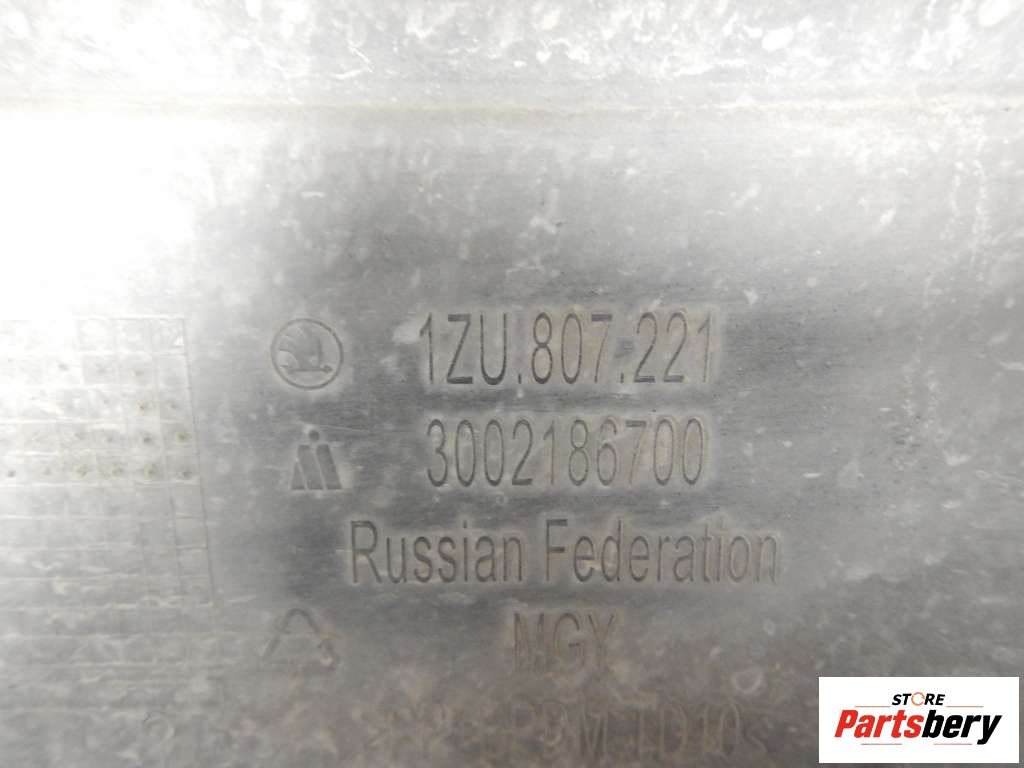 1ZU.807.221
3002186700
Russian Federation
MGY
STORE
Partsbery